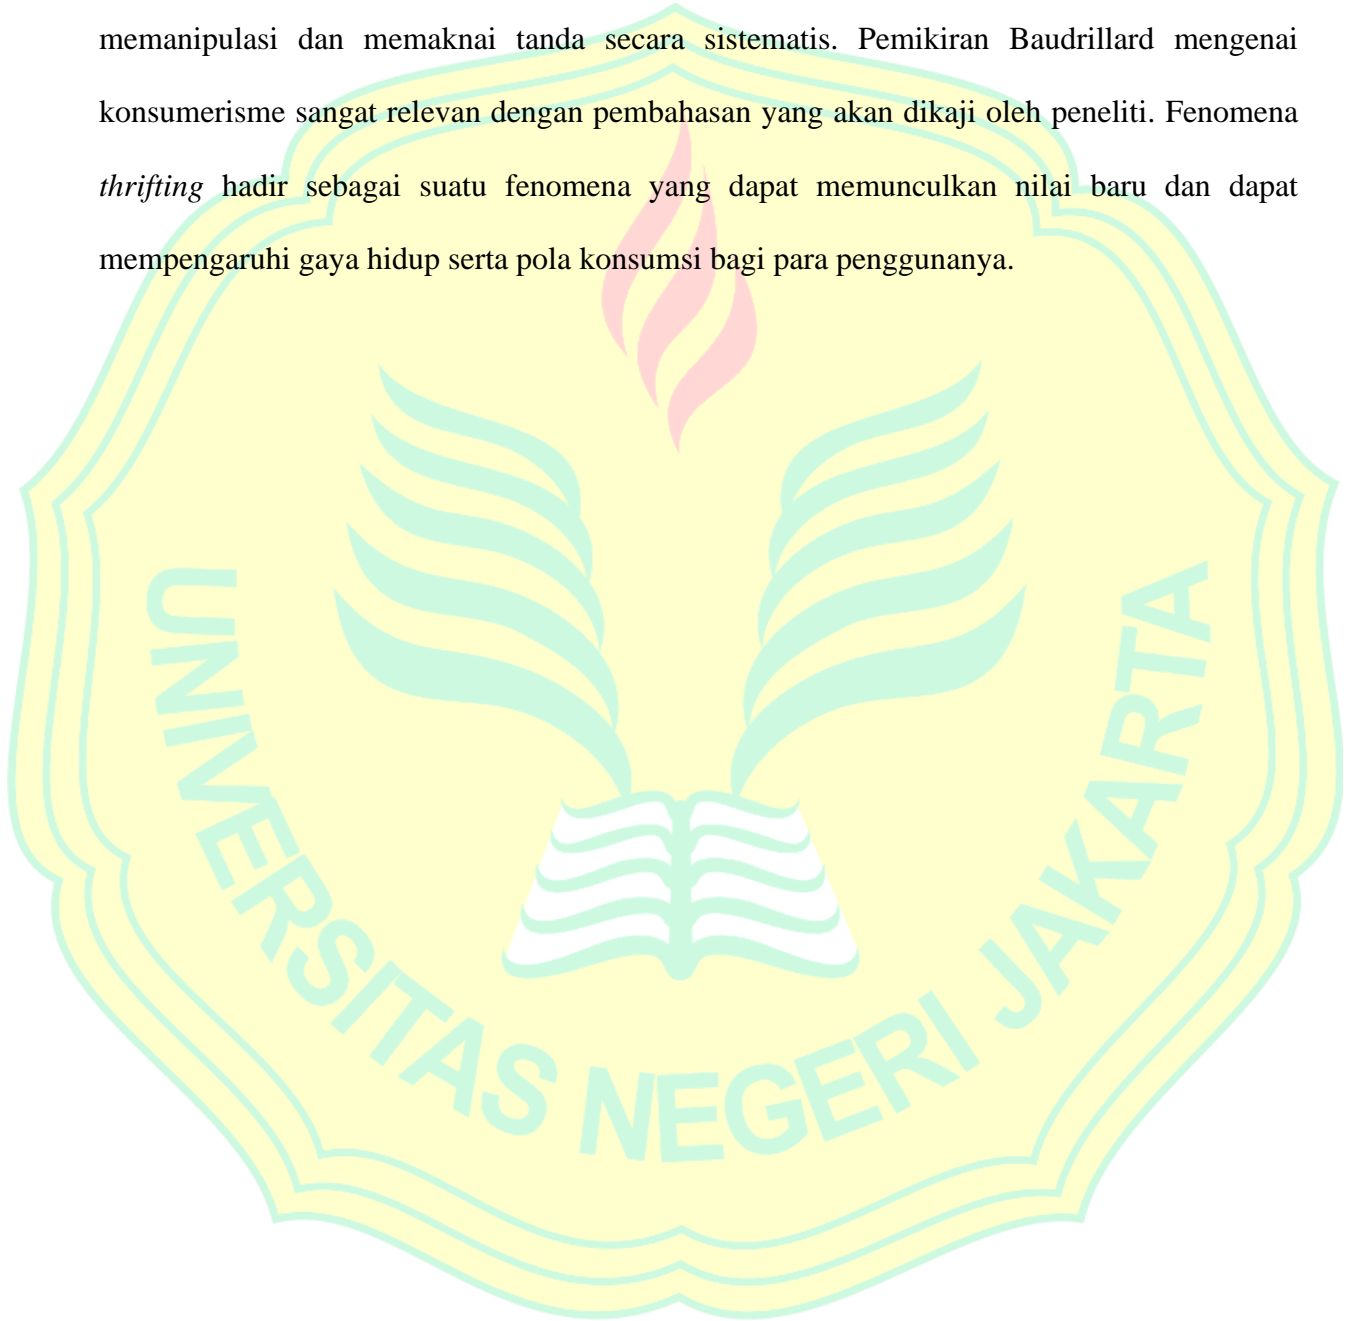 memanipulasi dan memaknai tanda secara sistematis. Pemikiran Baudrillard mengenai
konsumerisme sangat relevan dengan pembahasan yang akan dikaji oleh peneliti. Fenomena
thrifting hadir sebagai suatu fenomena yang dapat memunculkan nilai baru dan dapat
mempengaruhi gaya hidup serta pola konsumsi bagi para penggunanya.
UNIVERSITAS NEGERI JAKARTA